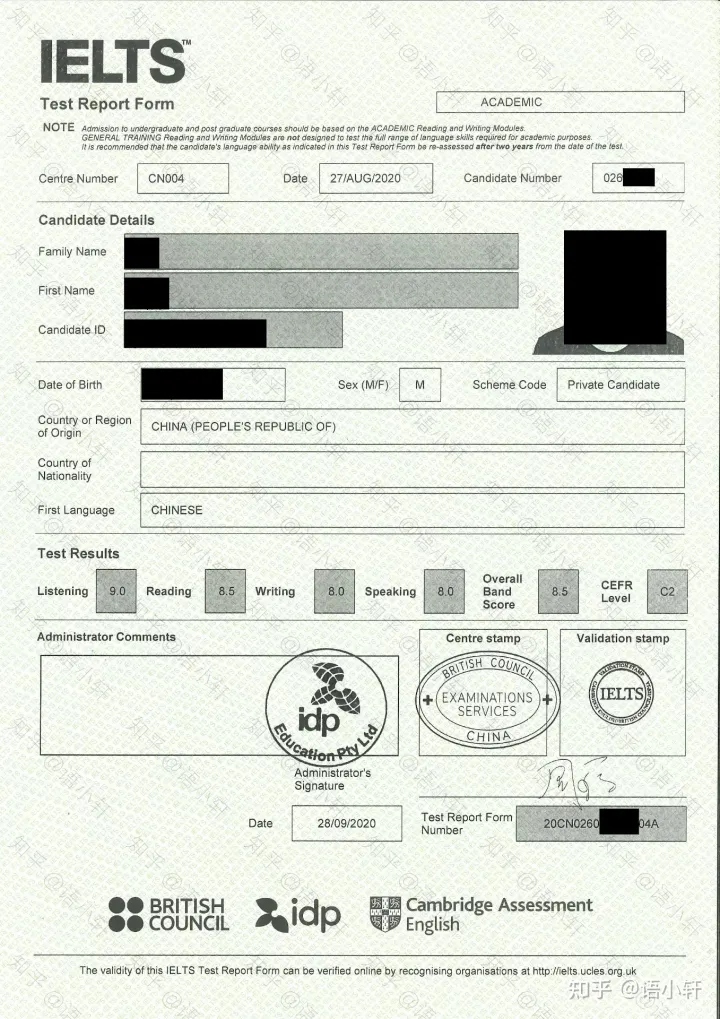 IELTS™
Test Report Form
ACADEMIC
NOTE Admission to undergraduate and post graduate courses should be based on the ACADEMIC Reading and Writing Modules.
GENERAL TRAINING Reading and Writing Modules are not designed to test the full range of language skills required for academic purposes.
It is recommended that the candidate's language ability as indicated in this Test Report Form be re-assessed after two years from the date of the test.
Centre Number CN004 Date 27/AUG/2020 Candidate Number 026
Candidate Details
Family Name
First Name
Candidate ID
Date of Birth Sex (M/F) M Scheme Code Private Candidate
Country or Region
of Origin
CHINA (PEOPLE'S REPUBLIC OF)
Country of
Nationality
First Language CHINESE
Test Results
Listening 9.0 Reading 8.5 Writing 8.0 Speaking 8.0 Overall Band Score 8.5 CEFR Level C2
Administrator Comments
Centre stamp
Validation stamp
idp
Education Pty Ltd
BRITISH COUNCIL
EXAMINATIONS
SERVICES
CHINA
VALIDATION STAMP
IELTS
Administrator's
Signature
Date 28/09/2020
Test Report Form
Number
20CN0260 04A
BRITISH
COUNCIL
idp
Cambridge Assessment
English
The validity of this IELTS Test Report Form can be verified online by recognising organisations at http://ielts.ucles.org.uk
知乎 @语小轩